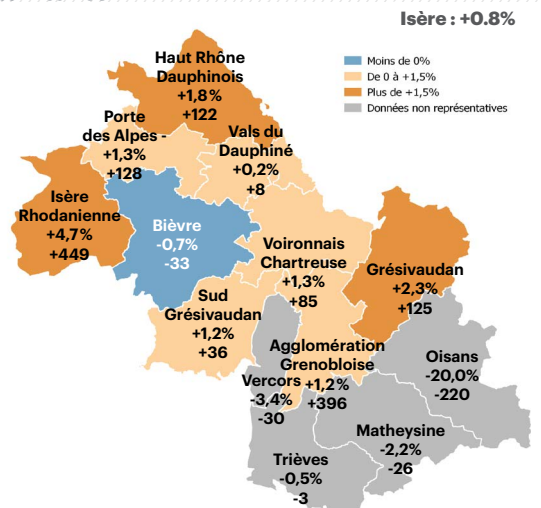 Isère : +0.8%
Moins de 0%
De 0 à +1,5%
Plus de +1,5%
Données non représentatives
Haut Rhône
Dauphinois
+1,8%
+122
Porte
des Alpes -
+1,3%
+128
Vals du
Dauphiné
+0,2%
+8
Isère
Rhodanienne
+4,7%
+449
Bièvre
-0,7%
-33
Voironnais
Chartreuse
+1,3%
+85
Grésivaudan
+2,3%
+125
Sud
Grésivaudan
+1,2%
+36
Agglomération
Grenobloise
+1,2%
+396
Oisans
-20,0%
-220
Vercors
-3,4%
-30
Matheysine
-2,2%
-26
Trièves
-0,5%
-3